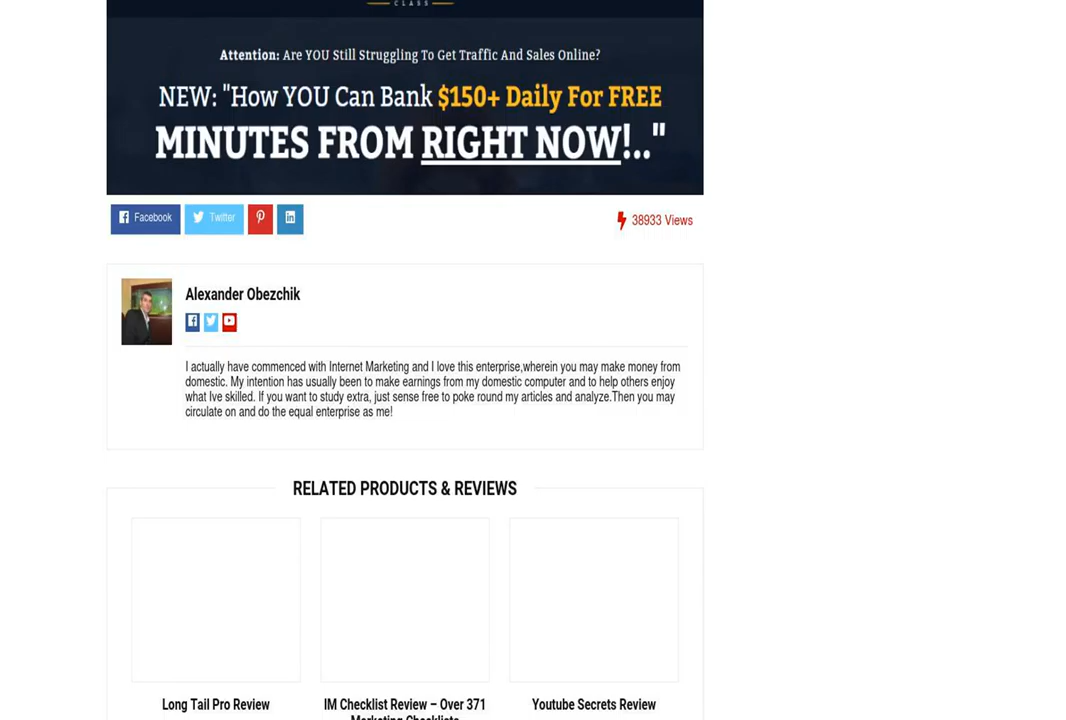 CLASS
Attention: Are YOU Still Struggling To Get Traffic And Sales Online?
NEW: "How YOU Can Bank $150+ Daily For FREE
MINUTES FROM RIGHT NOW!.."
Facebook Twitter
38933 Views
Alexander Obezchik
I actually have commenced with Internet Marketing and I love this enterprise,wherein you may make money from
domestic. My intention has usually been to make earnings from my domestic computer and to help others enjoy
what Ive skilled. If you want to study extra, just sense free to poke round my articles and analyze.Then you may
circulate on and do the equal enterprise as me!
RELATED PRODUCTS & REVIEWS
Long Tail Pro Review
IM Checklist Review – Over 371
Marketing Checklists
Youtube Secrets Review